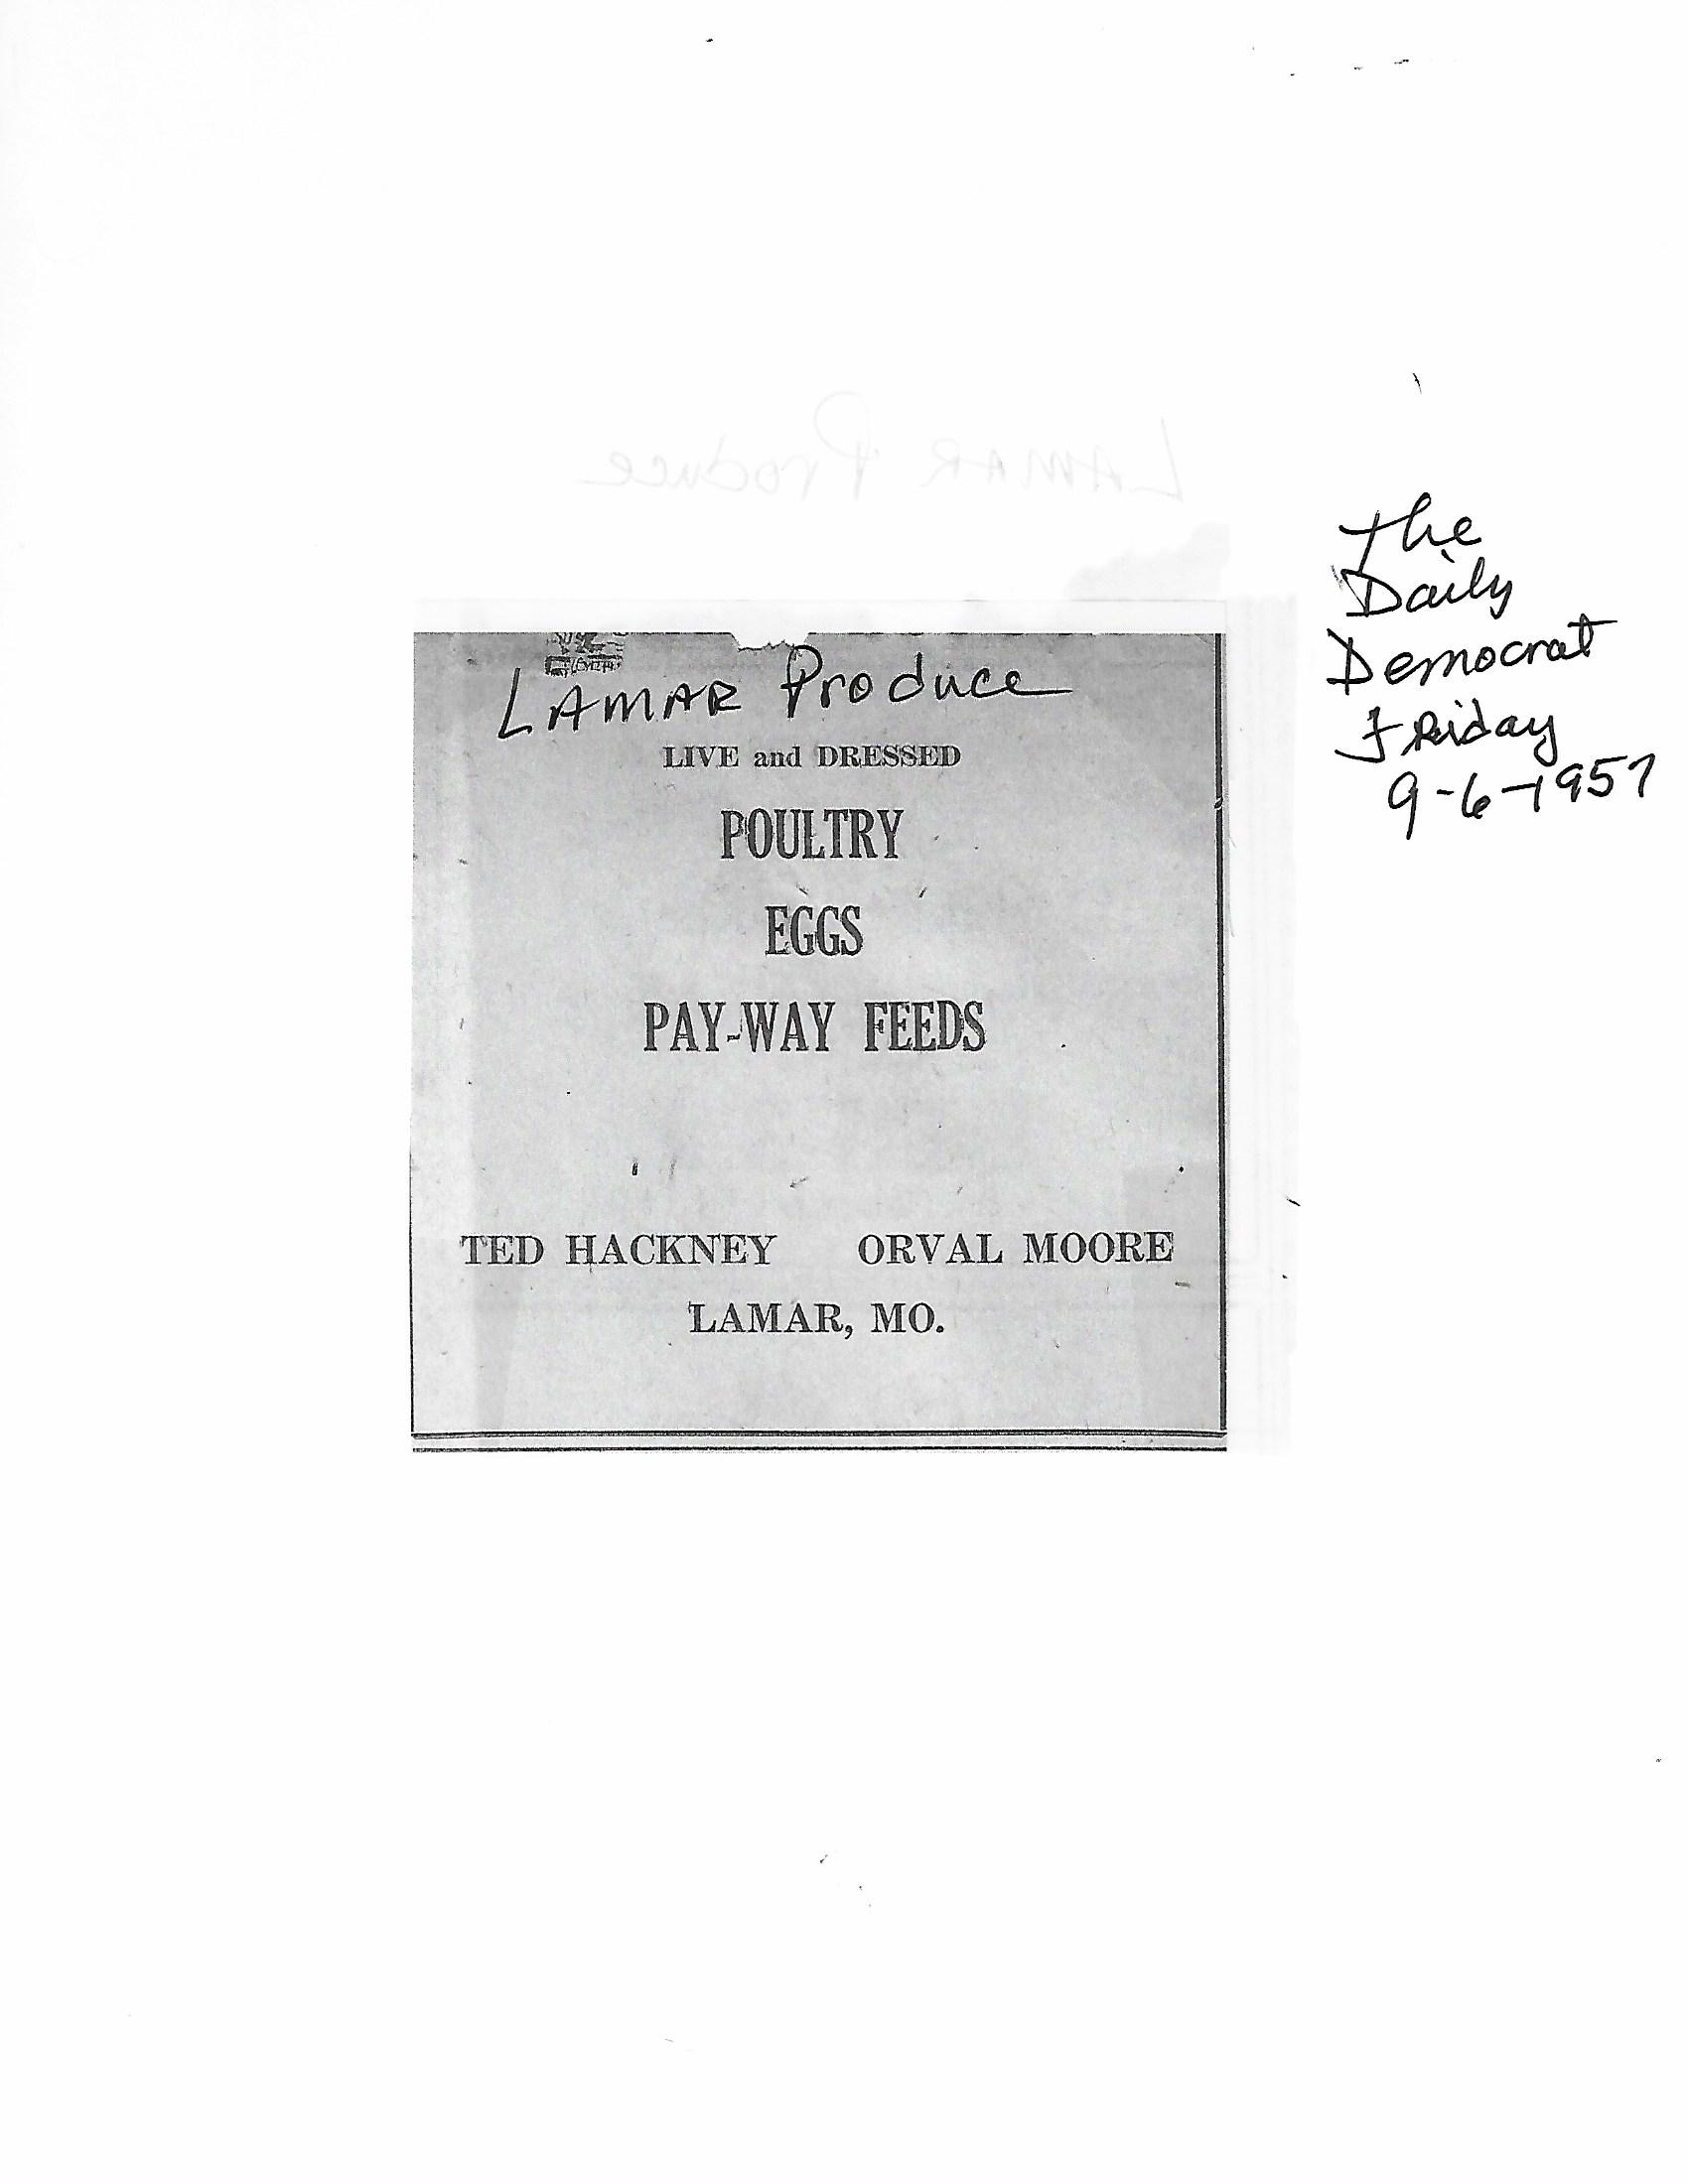 LAMAR Produce
LIVE and DRESSED
POULTRY
EGGS
PAY-WAY FEEDS
TED HACKNEY ORVAL MOORE
LAMAR, MO.
The
Daily
Democrat
Friday
9-6-1957